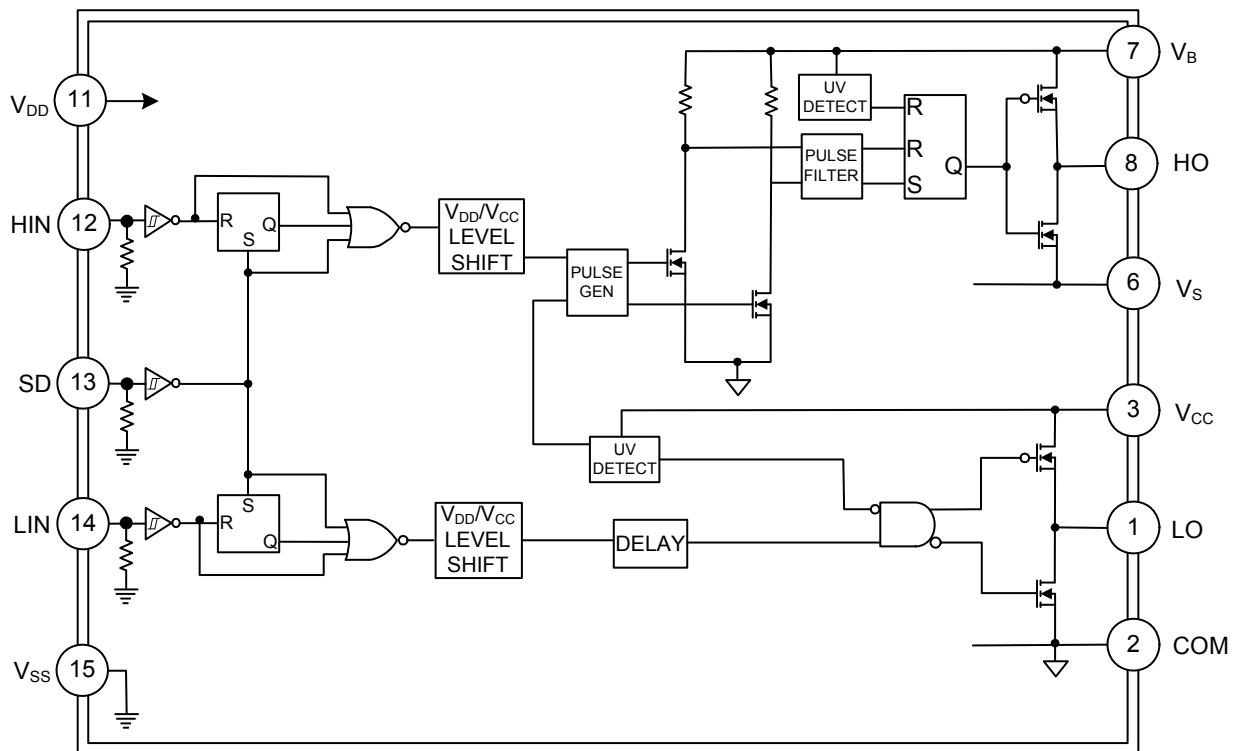 V_DD
11
HIN
12
SD
13
LIN
14
V_SS
15
R
S
Q
V_DD/V_CC
LEVEL
SHIFT
PULSE
GEN
UV
DETECT
PULSE
FILTER
R
R
S
Q
7
V_B
8
HO
6
V_S
S
R
Q
V_DD/V_CC
LEVEL
SHIFT
DELAY
UV
DETECT
3
V_CC
1
LO
2
COM